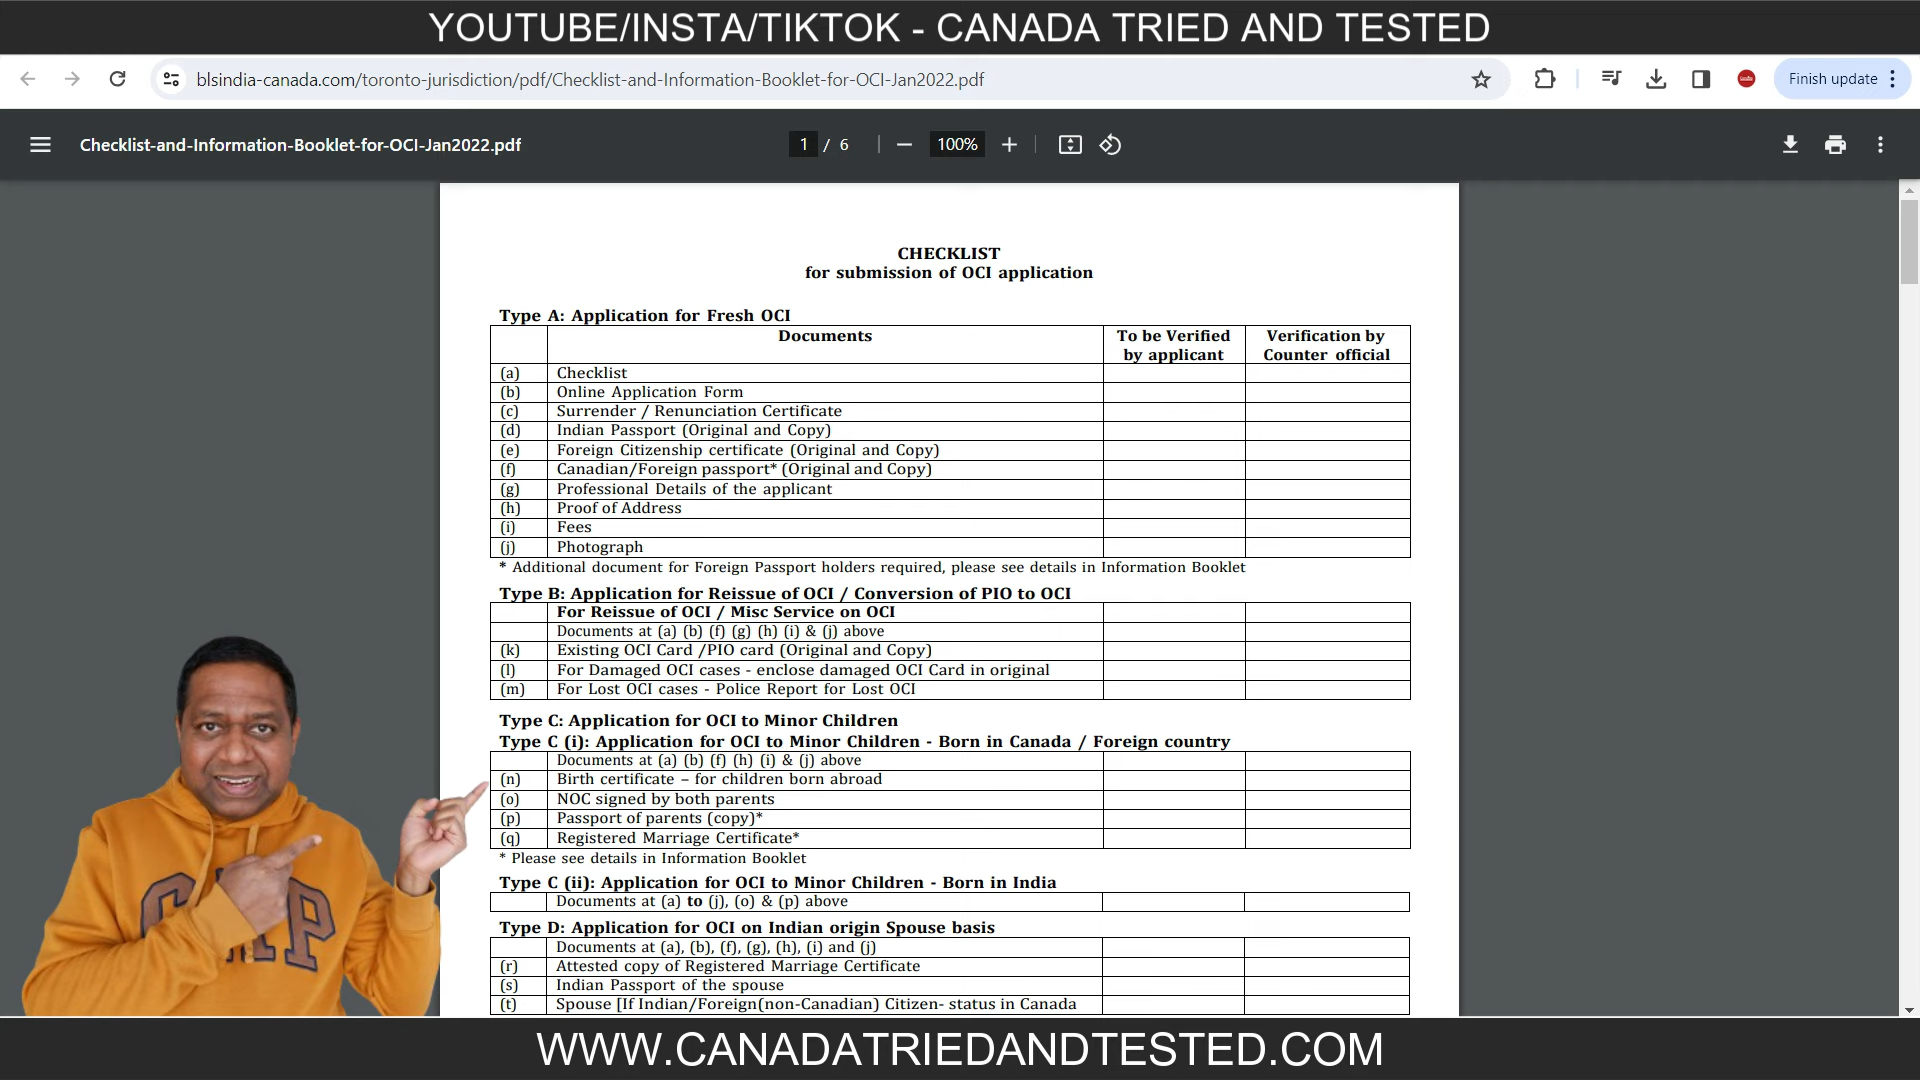 YOUTUBE/INSTA/TIKTOK - CANADA TRIED AND TESTED
blsindia-canada.com/toronto-jurisdiction/pdf/Checklist-and-Information-Booklet-for-OCI-Jan2022.pdf
Finish update
Checklist-and-Information-Booklet-for-OCI-Jan2022.pdf
1 / 6
100%
CHECKLIST
for submission of OCI application
Type A: Application for Fresh OCI
Documents To be Verified by applicant Verification by Counter official
(a) Checklist
(b) Online Application Form
(c) Surrender / Renunciation Certificate
(d) Indian Passport (Original and Copy)
(e) Foreign Citizenship certificate (Original and Copy)
(f) Canadian/Foreign passport* (Original and Copy)
(g) Professional Details of the applicant
(h) Proof of Address
(i) Fees
(j) Photograph
* Additional document for Foreign Passport holders required, please see details in Information Booklet
Type B: Application for Reissue of OCI / Conversion of PIO to OCI
For Reissue of OCI / Misc Service on OCI
Documents at (a) (b) (f) (g) (h) (i) & (j) above
(k) Existing OCI Card /PIO card (Original and Copy)
(l) For Damaged OCI cases - enclose damaged OCI Card in original
(m) For Lost OCI cases - Police Report for Lost OCI
Type C: Application for OCI to Minor Children
Type C (i): Application for OCI to Minor Children - Born in Canada / Foreign country
Documents at (a) (b) (f) (h) (i) & (j) above
(n) Birth certificate – for children born abroad
(o) NOC signed by both parents
(p) Passport of parents (copy)*
(q) Registered Marriage Certificate*
* Please see details in Information Booklet
Type C (ii): Application for OCI to Minor Children - Born in India
Documents at (a) to (j), (o) & (p) above
Type D: Application for OCI on Indian origin Spouse basis
Documents at (a), (b), (f), (g), (h), (i) and (j)
(r) Attested copy of Registered Marriage Certificate
(s) Indian Passport of the spouse
(t) Spouse [If Indian/Foreign(non-Canadian) Citizen- status in Canada
WWW.CANADATRIEDANDTESTED.COM